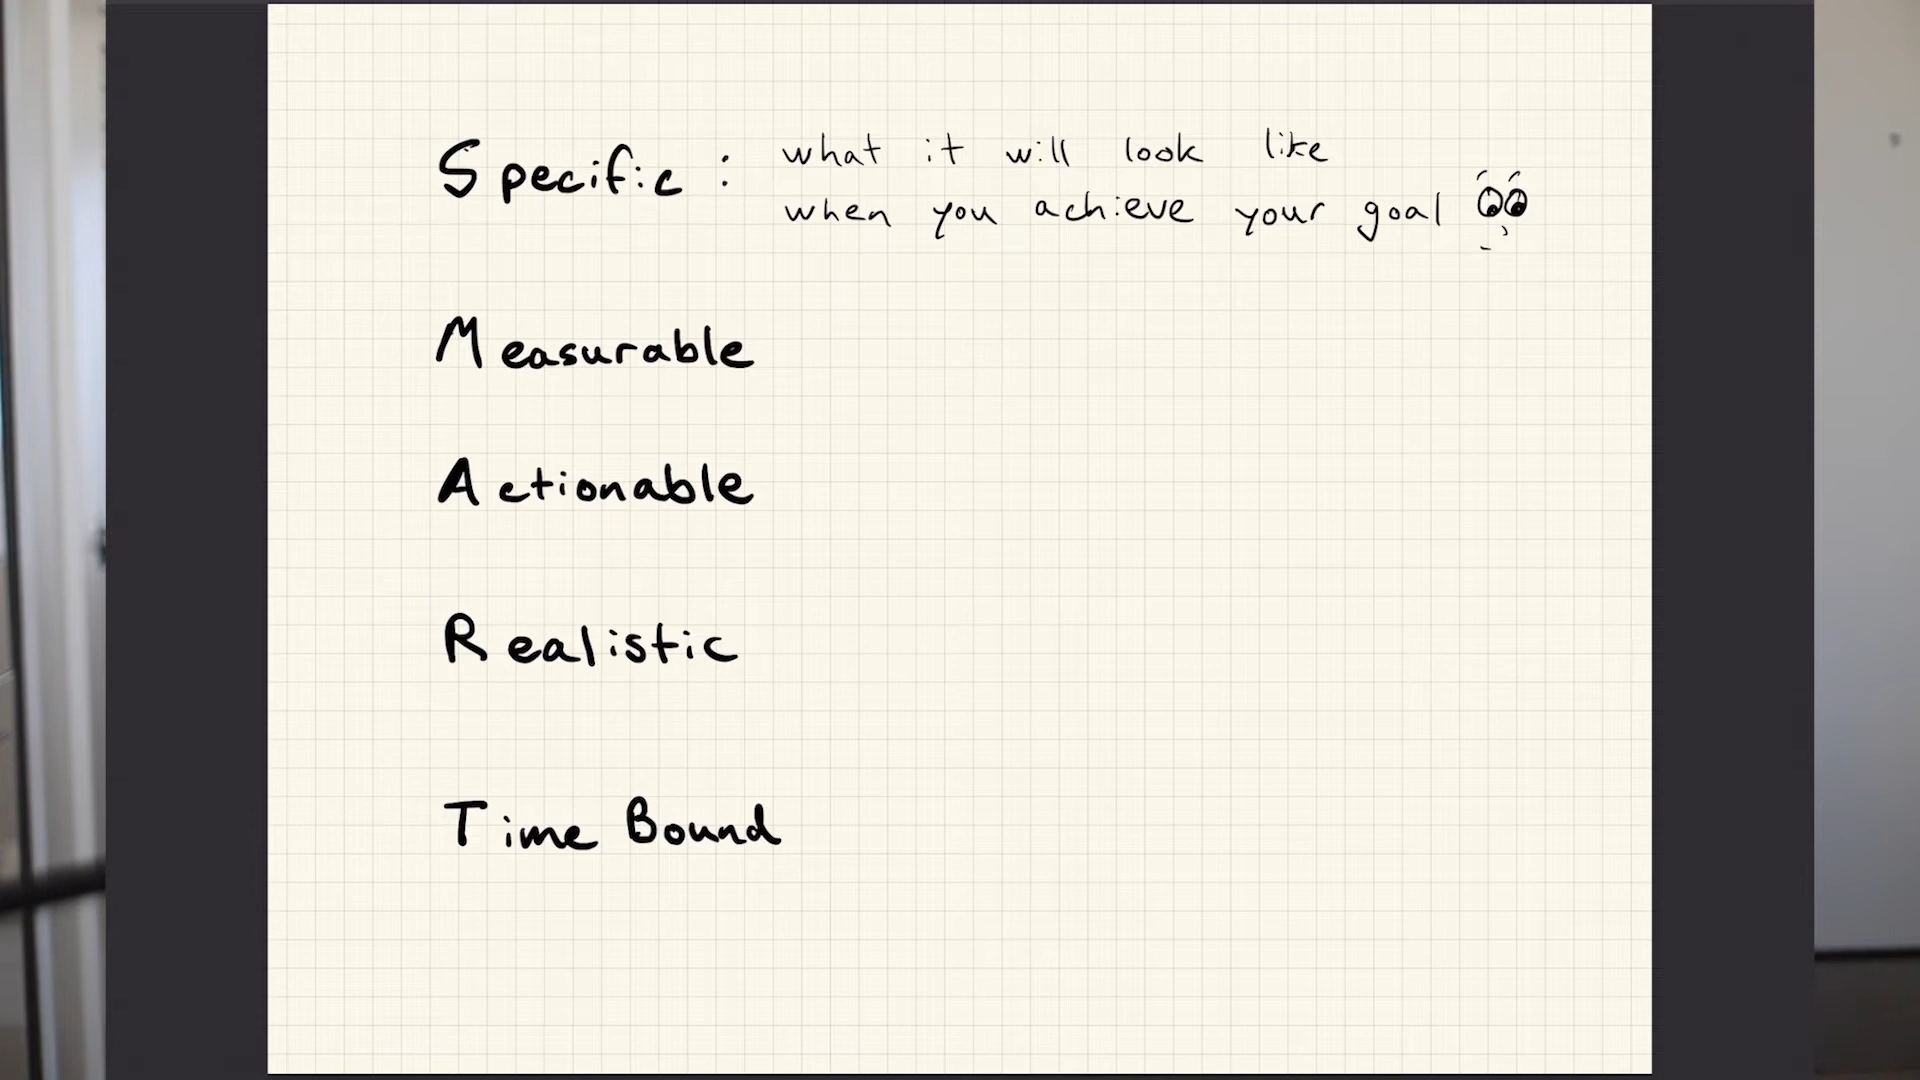 Specific: what it will look like
when you achieve your goal
Measurable
Actionable
Realistic
Time Bound